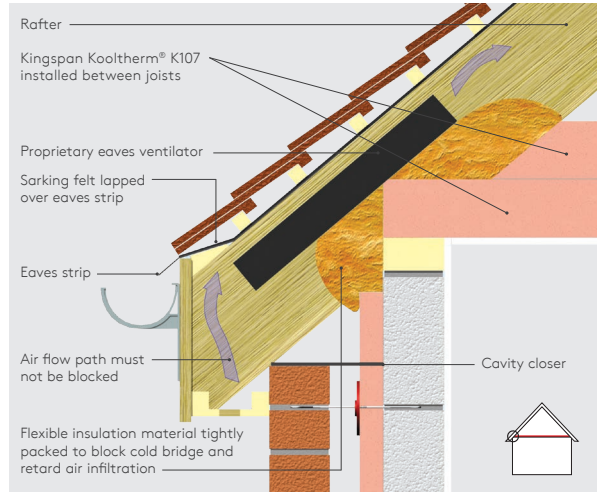 Rafter
Kingspan Kooltherm® K107
installed between joists
Proprietary eaves ventilator
Sarking felt lapped
over eaves strip
Eaves strip
Air flow path must
not be blocked
Cavity closer
Flexible insulation material tightly
packed to block cold bridge and
retard air infiltration